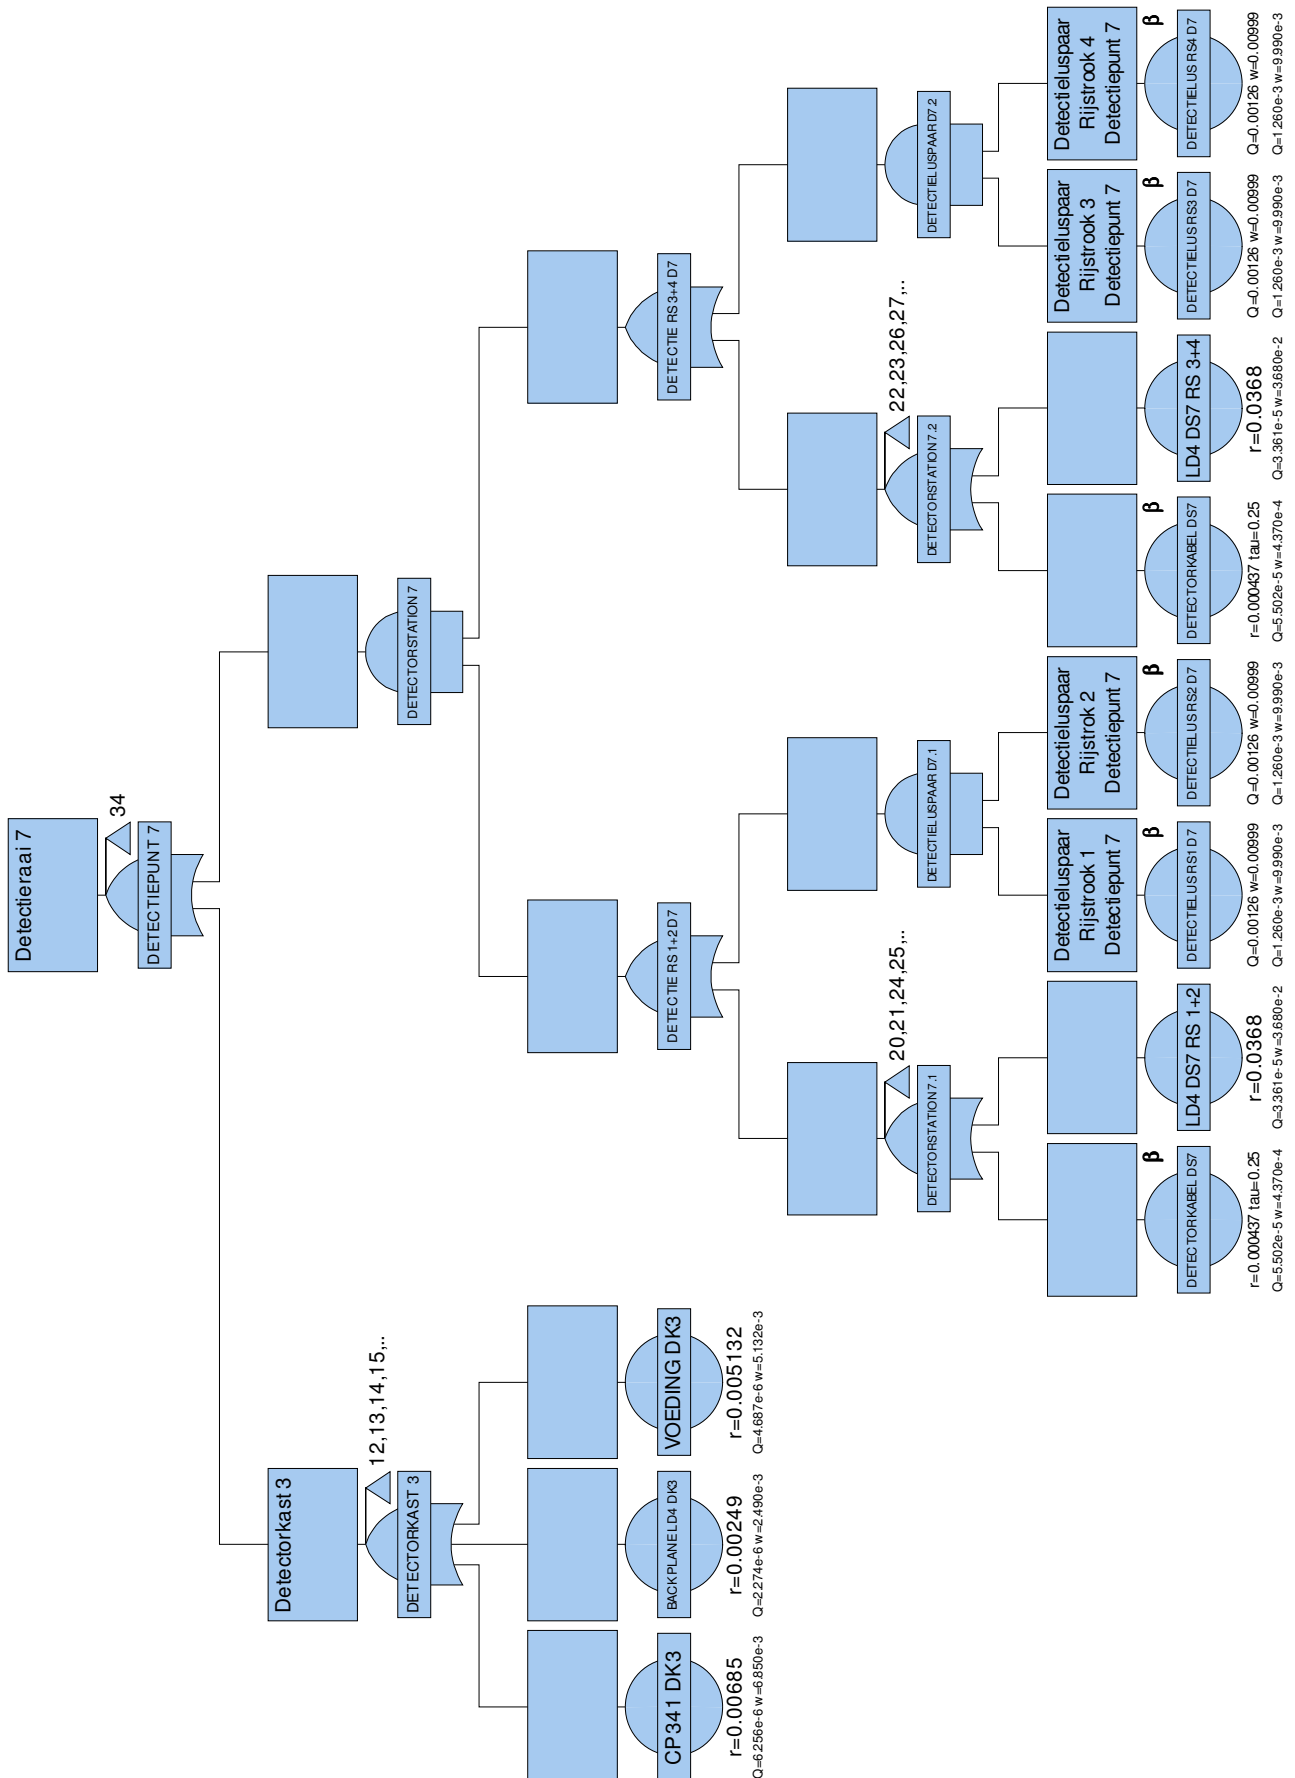 Detectieraai 7
34
DETECTIEPUNT 7
Detectorkast 3
12,13,14,15,..
DETECTORKAST 3
DETECTORSTATION 7
CP341 DK3
r=0.00685
Q=6.256e-6 w=6.850e-3
BACKPLANE LD4 DK3
r=0.00249
Q=2.274e-6 w=2.490e-3
VOEDING DK3
r=0.005132
Q=4.687e-6 w=5.132e-3
DETECTIE RS 1+2 D7
DETECTIE RS 3+4 D7
20,21,24,25,..
DETECTORSTATION 7.1
DETECTIELUSPAAR D7.1
22,23,26,27,..
DETECTORSTATION 7.2
DETECTIELUSPAAR D7.2
β
DETECTORKABEL DS7
r=0.000437 tau=0.25
Q=5.502e-5 w=4.370e-4
LD4 DS7 RS 1+2
r=0.0368
Q=3.361e-5 w=3.680e-2
Detectieluspaar
Rijstrook 1
Detectiepunt 7
β
DETECTIELUS RS1 D7
Q=0.00126 w=0.00999
Q=1.260e-3 w=9.990e-3
Detectieluspaar
Rijstrok 2
Detectiepunt 7
β
DETECTIELUS RS2 D7
Q=0.00126 w=0.00999
Q=1.260e-3 w=9.990e-3
β
DETECTORKABEL DS7
r=0.000437 tau=0.25
Q=5.502e-5 w=4.370e-4
LD4 DS7 RS 3+4
r=0.0368
Q=3.361e-5 w=3.680e-2
Detectieluspaar
Rijstrook 3
Detectiepunt 7
β
DETECTIELUS RS3 D7
Q=0.00126 w=0.00999
Q=1.260e-3 w=9.990e-3
Detectieluspaar
Rijstrook 4
Detectiepunt 7
β
DETECTIELUS RS4 D7
Q=0.00126 w=0.00999
Q=1.260e-3 w=9.990e-3